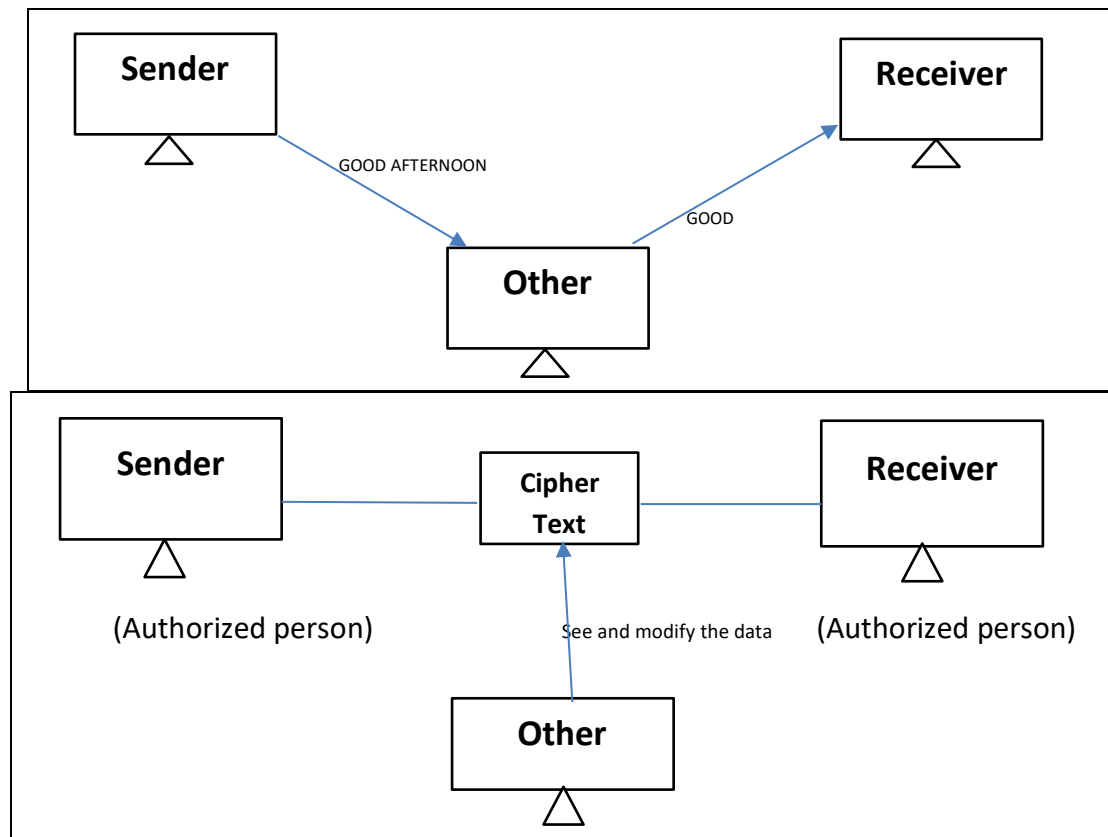 Sender
Receiver
GOOD AFTERNOON
GOOD
Other
Sender
Cipher
Text
Receiver
(Authorized person)
See and modify the data
(Authorized person)
Other